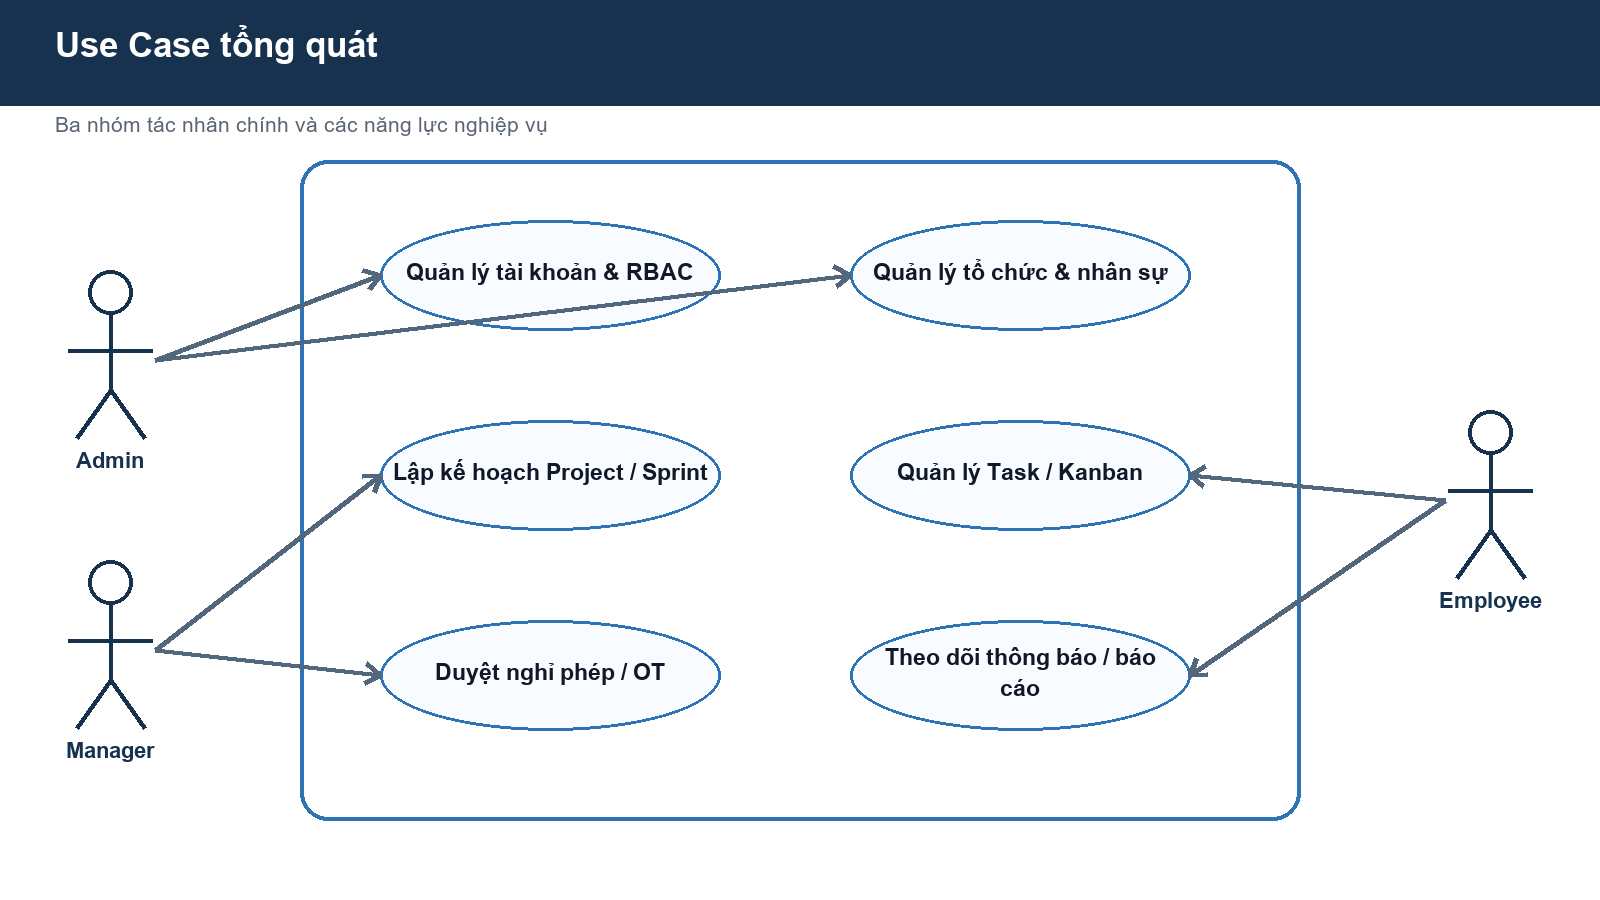 Use Case tổng quát
Ba nhóm tác nhân chính và các năng lực nghiệp vụ
Quản lý tài khoản & RBAC
Quản lý tổ chức & nhân sự
Admin
Lập kế hoạch Project / Sprint
Quản lý Task / Kanban
Employee
Duyệt nghỉ phép / OT
Theo dõi thông báo / báo
cáo
Manager